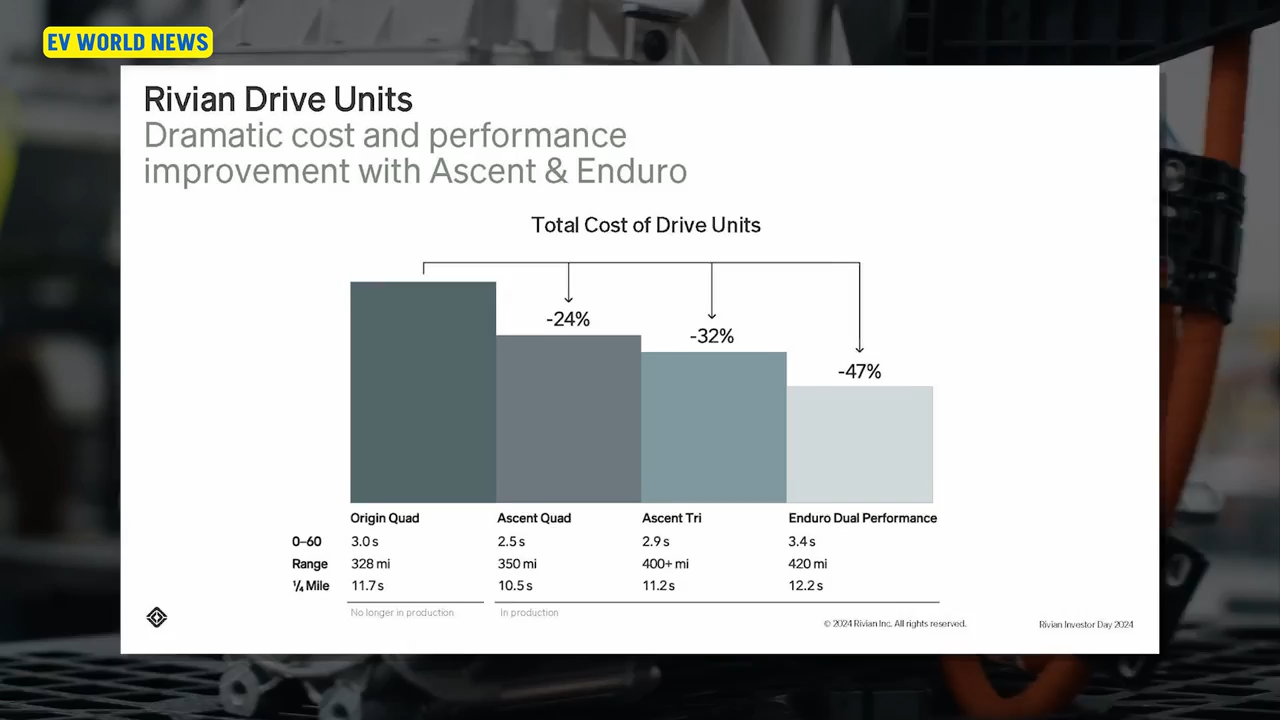 EV WORLD NEWS
Rivian Drive Units
Dramatic cost and performance
improvement with Ascent & Enduro
Total Cost of Drive Units
-24%
-32%
-47%
Origin Quad Ascent Quad Ascent Tri Enduro Dual Performance
0–60 3.0 s 2.5 s 2.9 s 3.4 s
Range 328 mi 350 mi 400+ mi 420 mi
¼ Mile 11.7 s 10.5 s 11.2 s 12.2 s
No longer in production In production
© 2024 Rivian Inc. All rights reserved. Rivian Investor Day 2024